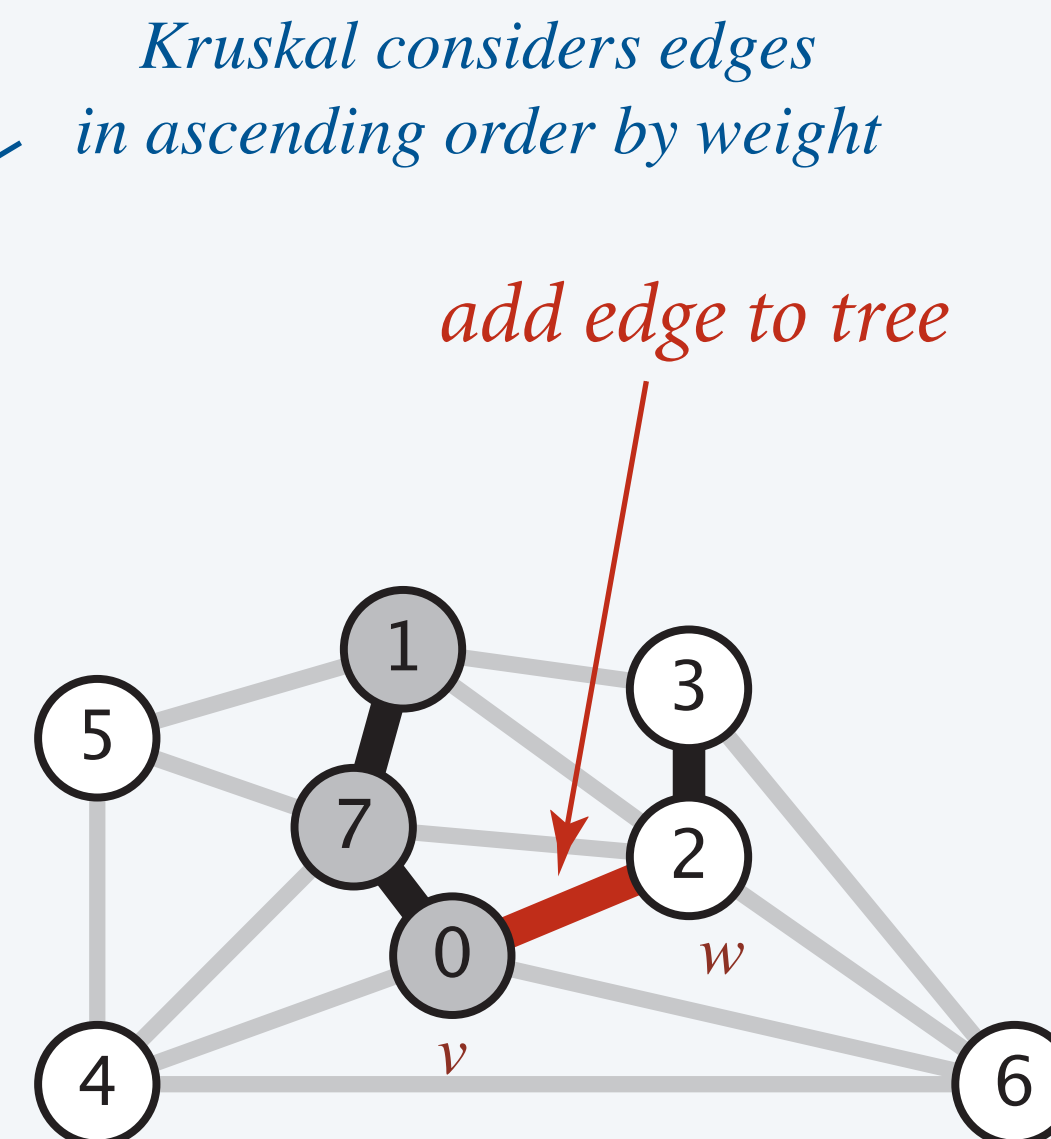 Kruskal considers edges
in ascending order by weight
add edge to tree
1
3
5
7
2
0
w
v
4
6